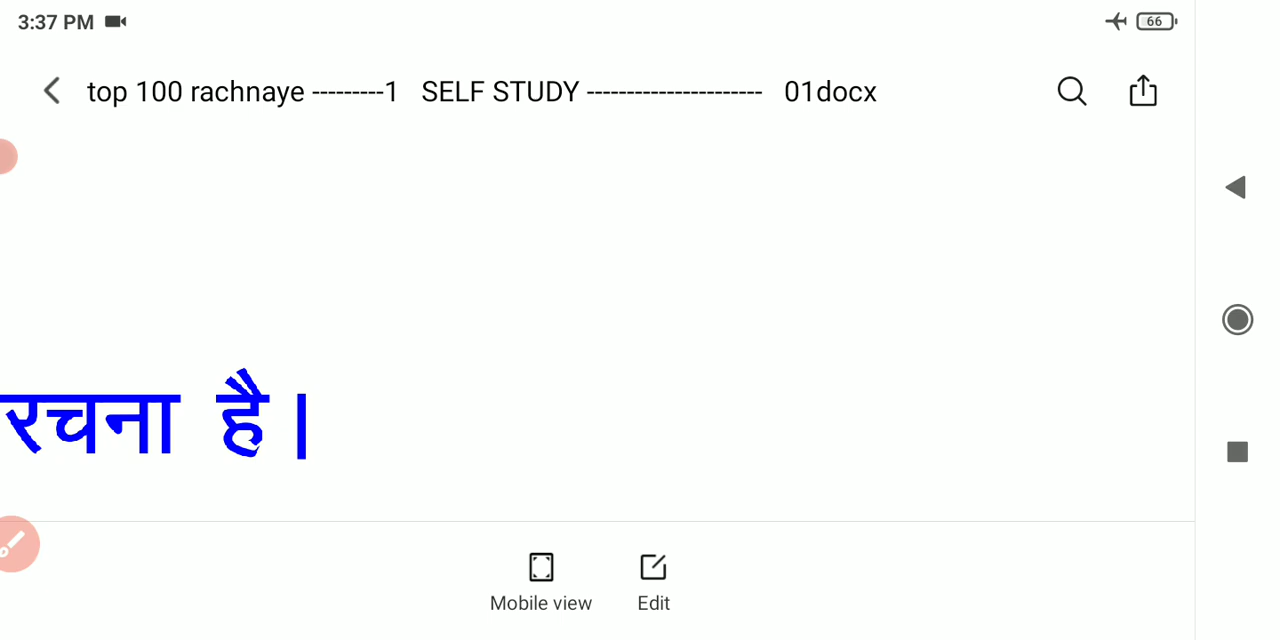 3:37 PM 66
top 100 rachnaye ---------1 SELF STUDY ---------------------- 01docx
रचना है।
Mobile view Edit